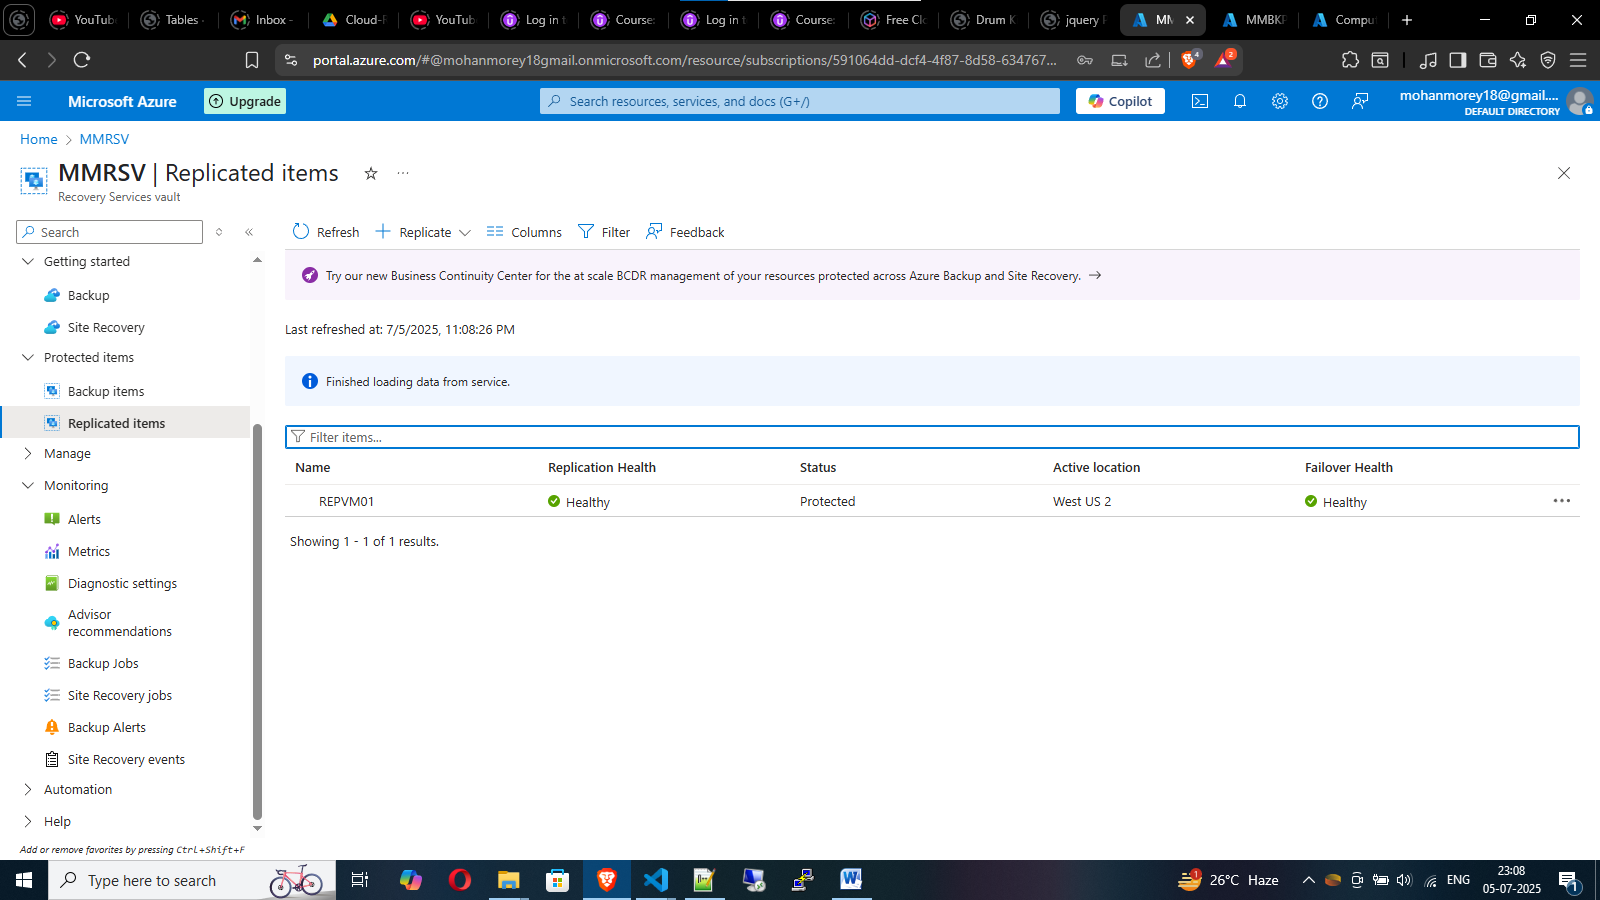 YouTub
Tables -
Inbox -
Cloud-F
YouTub
Log in t
Course:
Log in t
Course:
Free Clo
Drum K
jquery F
MM
MMBKP
Comput
portal.azure.com/#@mohanmorey18gmail.onmicrosoft.com/resource/subscriptions/591064dd-dcf4-4f87-8d58-634767...
4
2
Microsoft Azure
Upgrade
Search resources, services, and docs (G+/)
Copilot
mohanmorey18@gmail....
DEFAULT DIRECTORY
Home > MMRSV
MMRSV | Replicated items
Recovery Services vault
Search
Refresh
Replicate
Columns
Filter
Feedback
Getting started
Backup
Site Recovery
Protected items
Backup items
Replicated items
Manage
Monitoring
Alerts
Metrics
Diagnostic settings
Advisor
recommendations
Backup Jobs
Site Recovery jobs
Backup Alerts
Site Recovery events
Automation
Help
Add or remove favorites by pressing Ctrl+Shift+F
Try our new Business Continuity Center for the at scale BCDR management of your resources protected across Azure Backup and Site Recovery. →
Last refreshed at: 7/5/2025, 11:08:26 PM
Finished loading data from service.
Filter items...
Name Replication Health Status Active location Failover Health
REPVM01 Healthy Protected West US 2 Healthy
Showing 1 - 1 of 1 results.
Type here to search
1
26°C Haze
ENG
23:08
05-07-2025
1